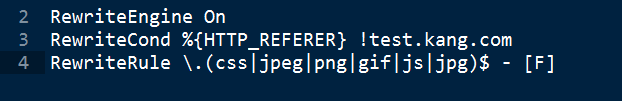 2 RewriteEngine On
3 RewriteCond %{HTTP_REFERER} !test.kang.com
4 RewriteRule \.(css|jpeg|png|gif|js|jpg)$ - [F]